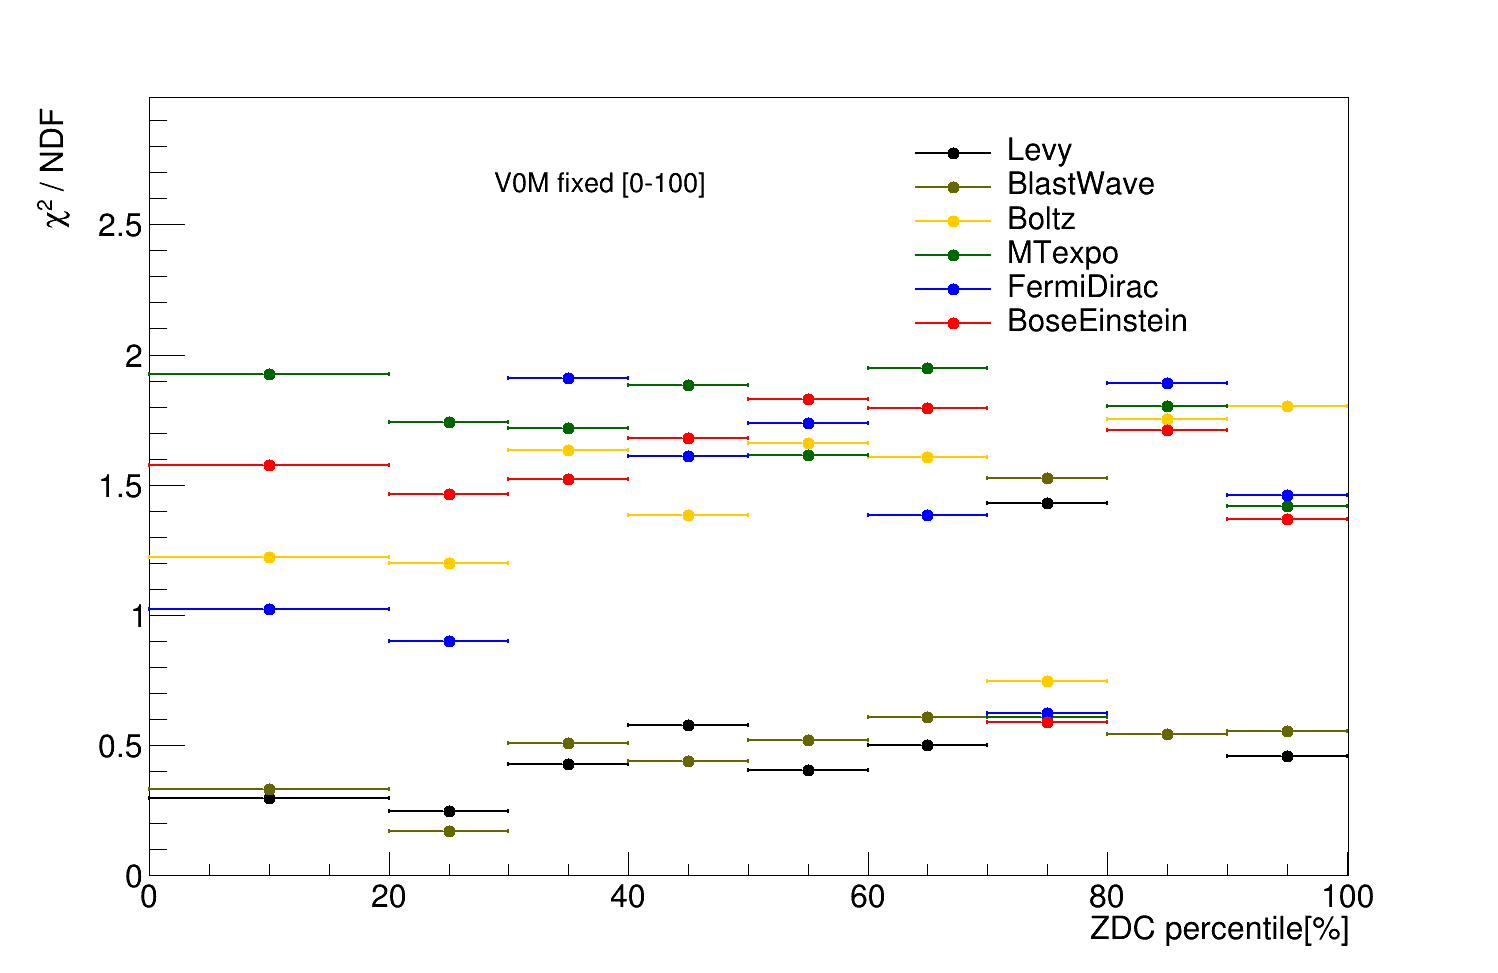 χ² / NDF
V0M fixed [0-100]
Levy
BlastWave
Boltz
MTexpo
FermiDirac
BoseEinstein
2.5
2
1.5
1
0.5
0
0 20 40 60 80 100
ZDC percentile[%]